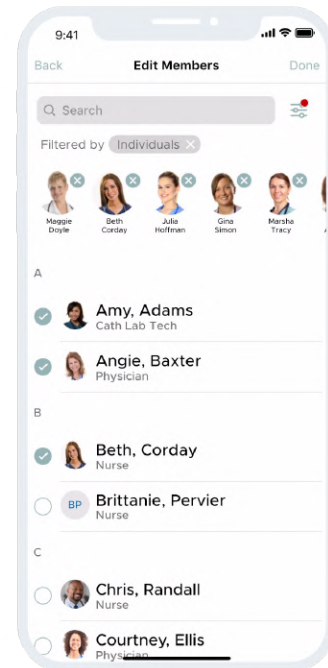 9:41
Back Edit Members Done
Search
Filtered by Individuals
Maggie Doyle
Beth Corday
Julia Hoffman
Gina Simon
Marsha Tracy
A
A
Amy, Adams
Cath Lab Tech
Angie, Baxter
Physician
B
Beth, Corday
Nurse
BP
Brittanie, Pervier
Nurse
C
Chris, Randall
Nurse
Courtney, Ellis
Physician